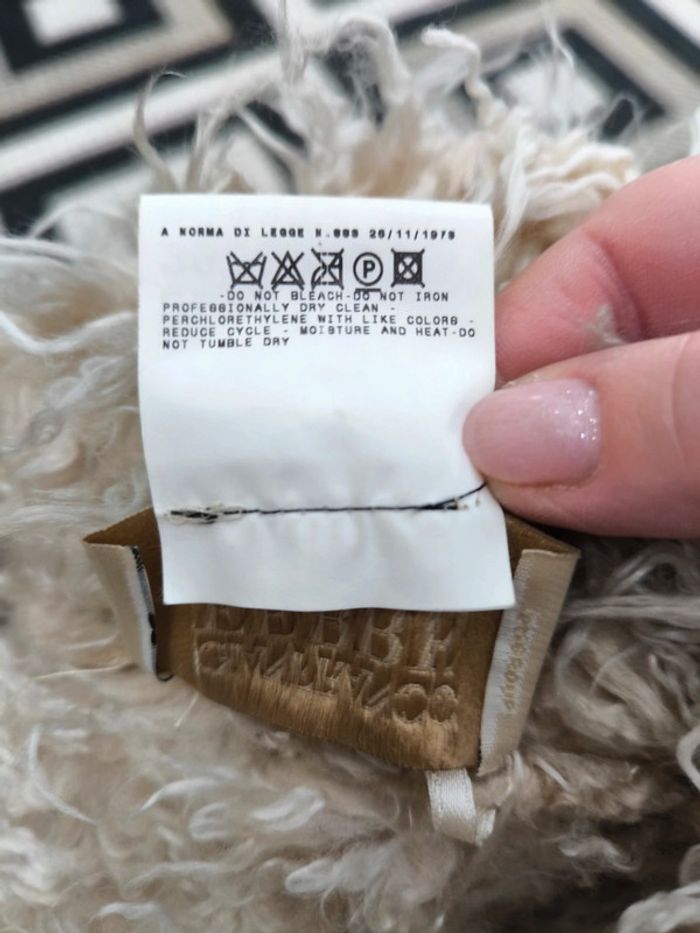 A NORMA DI LEGGE N.883 26/11/1973
P
-DO NOT BLEACH-DO NOT IRON
PROFESSIONALLY DRY CLEAN -
PERCHLORETHYLENE WITH LIKE COLORS -
REDUCE CYCLE - MOISTURE AND HEAT-DO
NOT TUMBLE DRY
GIANFRANCO